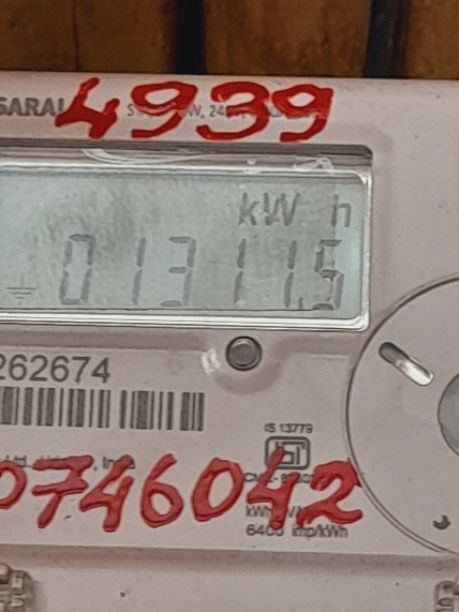 SARAL 4939
kW h
01311.5
262674
IS 13779
0746042
6400 imp/kWh